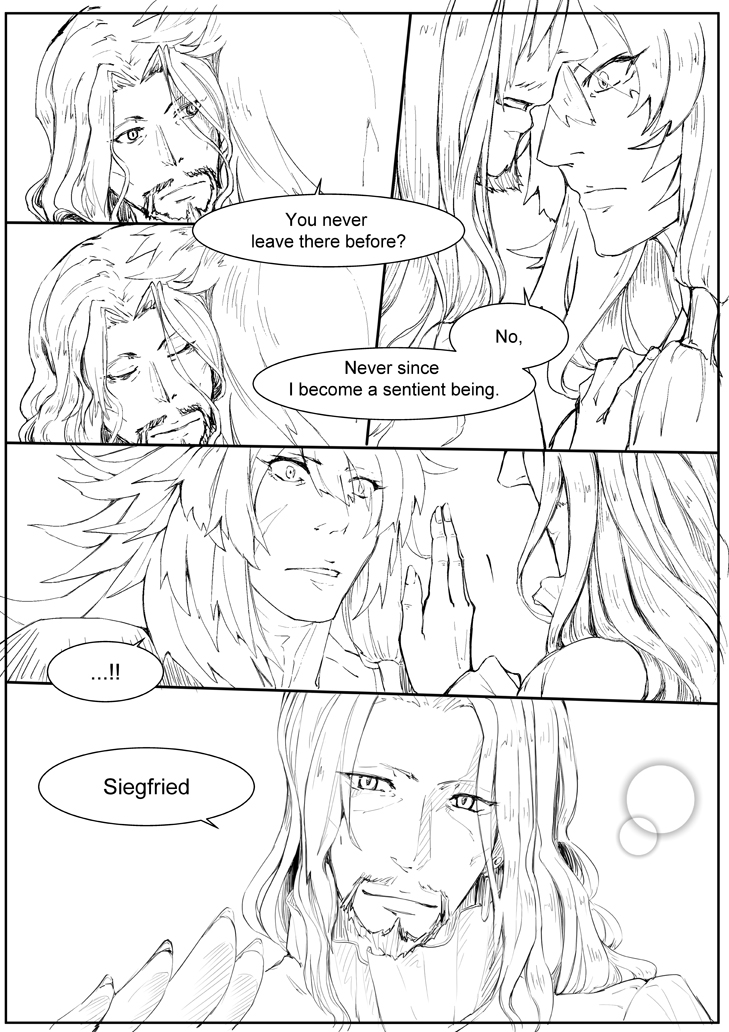 You never
leave there before?
No,
Never since
I become a sentient being.
...!!
Siegfried